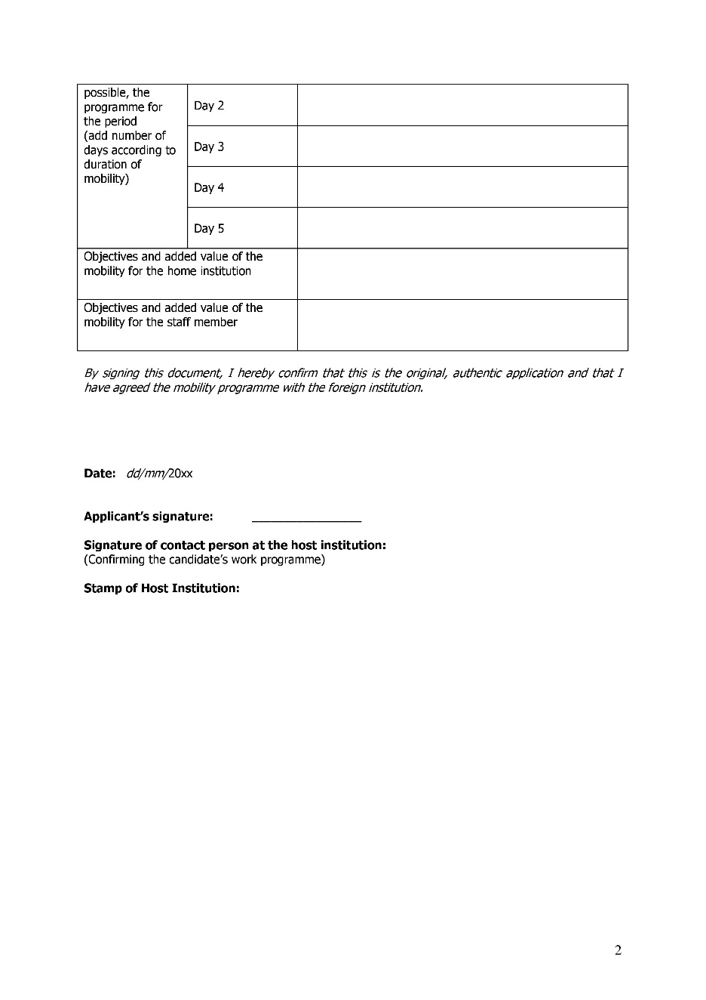 possible, the
programme for
the period
(add number of
days according to
duration of
mobility)
Day 2
Day 3
Day 4
Day 5
Objectives and added value of the
mobility for the home institution
Objectives and added value of the
mobility for the staff member
By signing this document, I hereby confirm that this is the original, authentic application and that I
have agreed the mobility programme with the foreign institution.
Date: dd/mm/20xx
Applicant’s signature: _________________
Signature of contact person at the host institution:
(Confirming the candidate’s work programme)
Stamp of Host Institution:
2